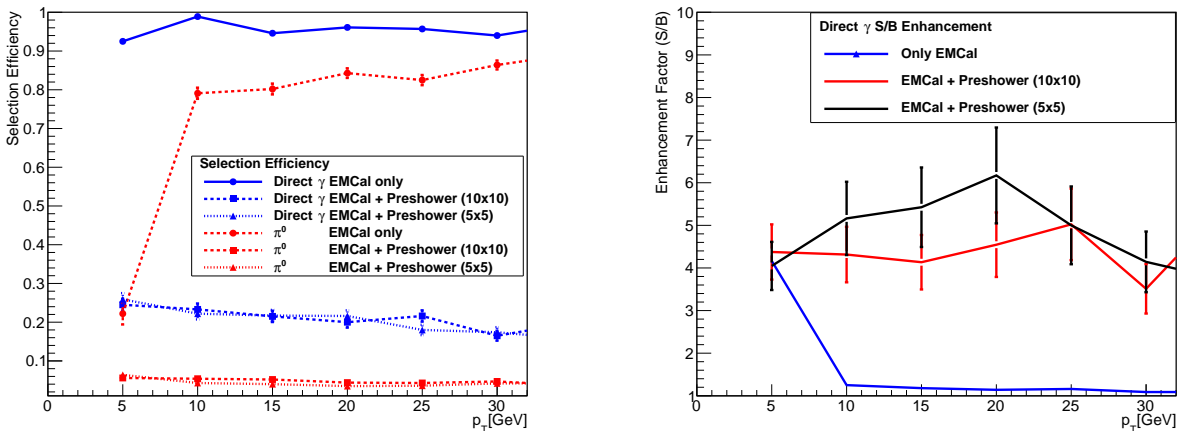 Selection Efficiency
1
0.9
0.8
0.7
0.6
0.5
0.4
0.3
0.2
0.1
Selection Efficiency
Direct γ EMCal only
Direct γ EMCal + Preshower (10x10)
Direct γ EMCal + Preshower (5x5)
π⁰ EMCal only
π⁰ EMCal + Preshower (10x10)
π⁰ EMCal + Preshower (5x5)
0 5 10 15 20 25 30
p_T[GeV]
Enhancement Factor (S/B)
10
9
8
7
6
5
4
3
2
1
Direct γ S/B Enhancement
Only EMCal
EMCal + Preshower (10x10)
EMCal + Preshower (5x5)
0 5 10 15 20 25 30
p_T[GeV]